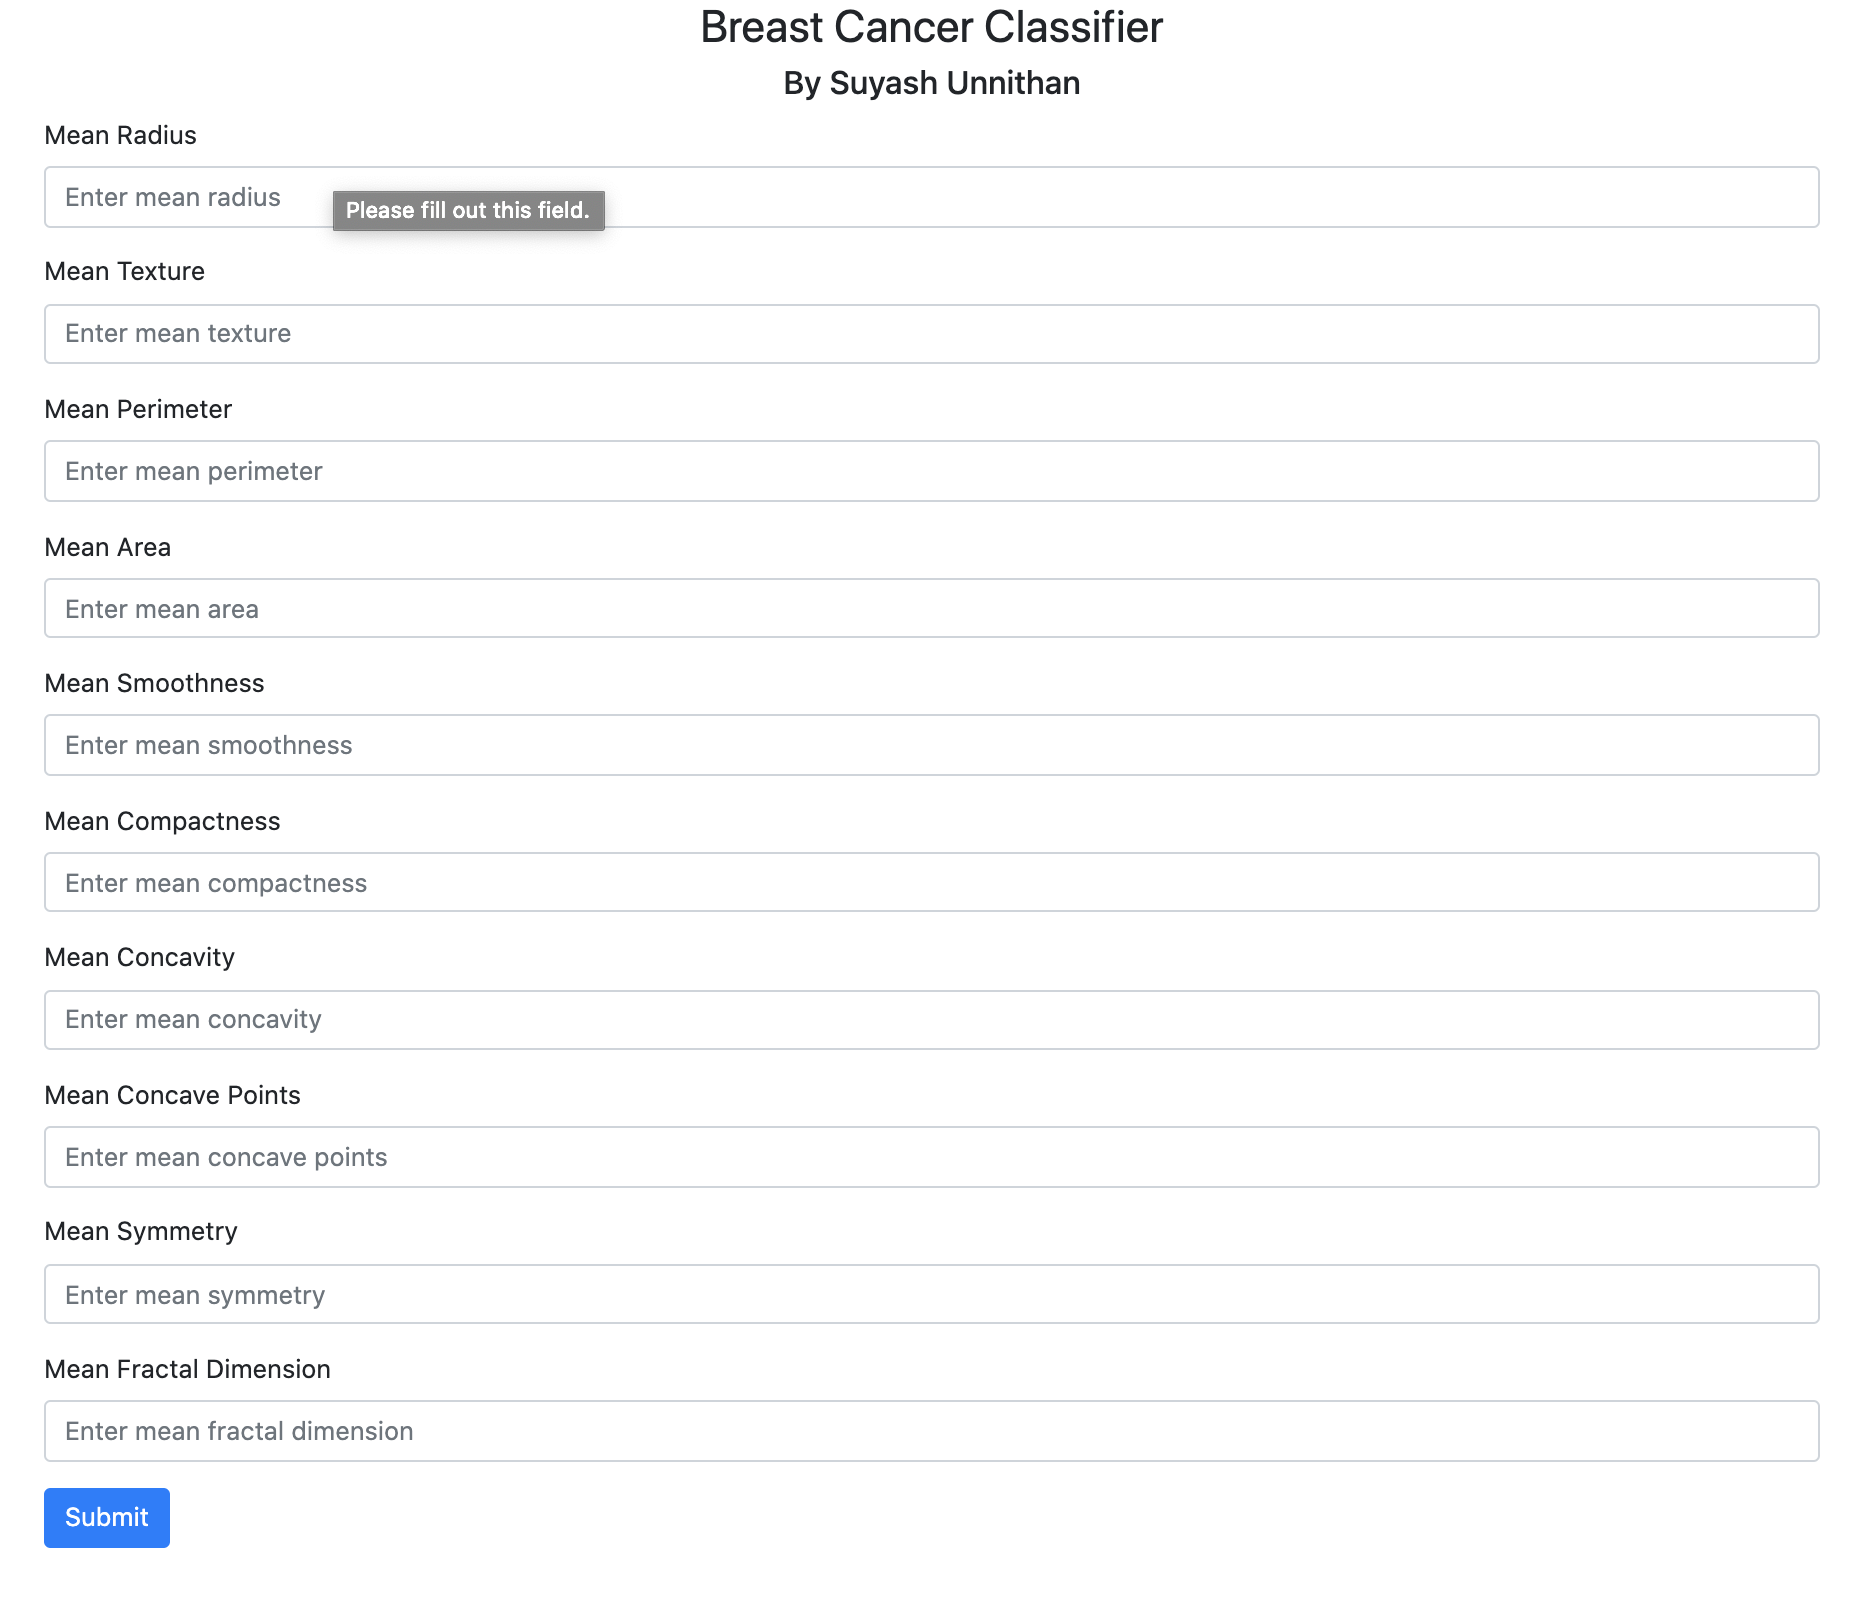 Breast Cancer Classifier
By Suyash Unnithan
Mean Radius
Enter mean radius
Please fill out this field.
Mean Texture
Enter mean texture
Mean Perimeter
Enter mean perimeter
Mean Area
Enter mean area
Mean Smoothness
Enter mean smoothness
Mean Compactness
Enter mean compactness
Mean Concavity
Enter mean concavity
Mean Concave Points
Enter mean concave points
Mean Symmetry
Enter mean symmetry
Mean Fractal Dimension
Enter mean fractal dimension
Submit